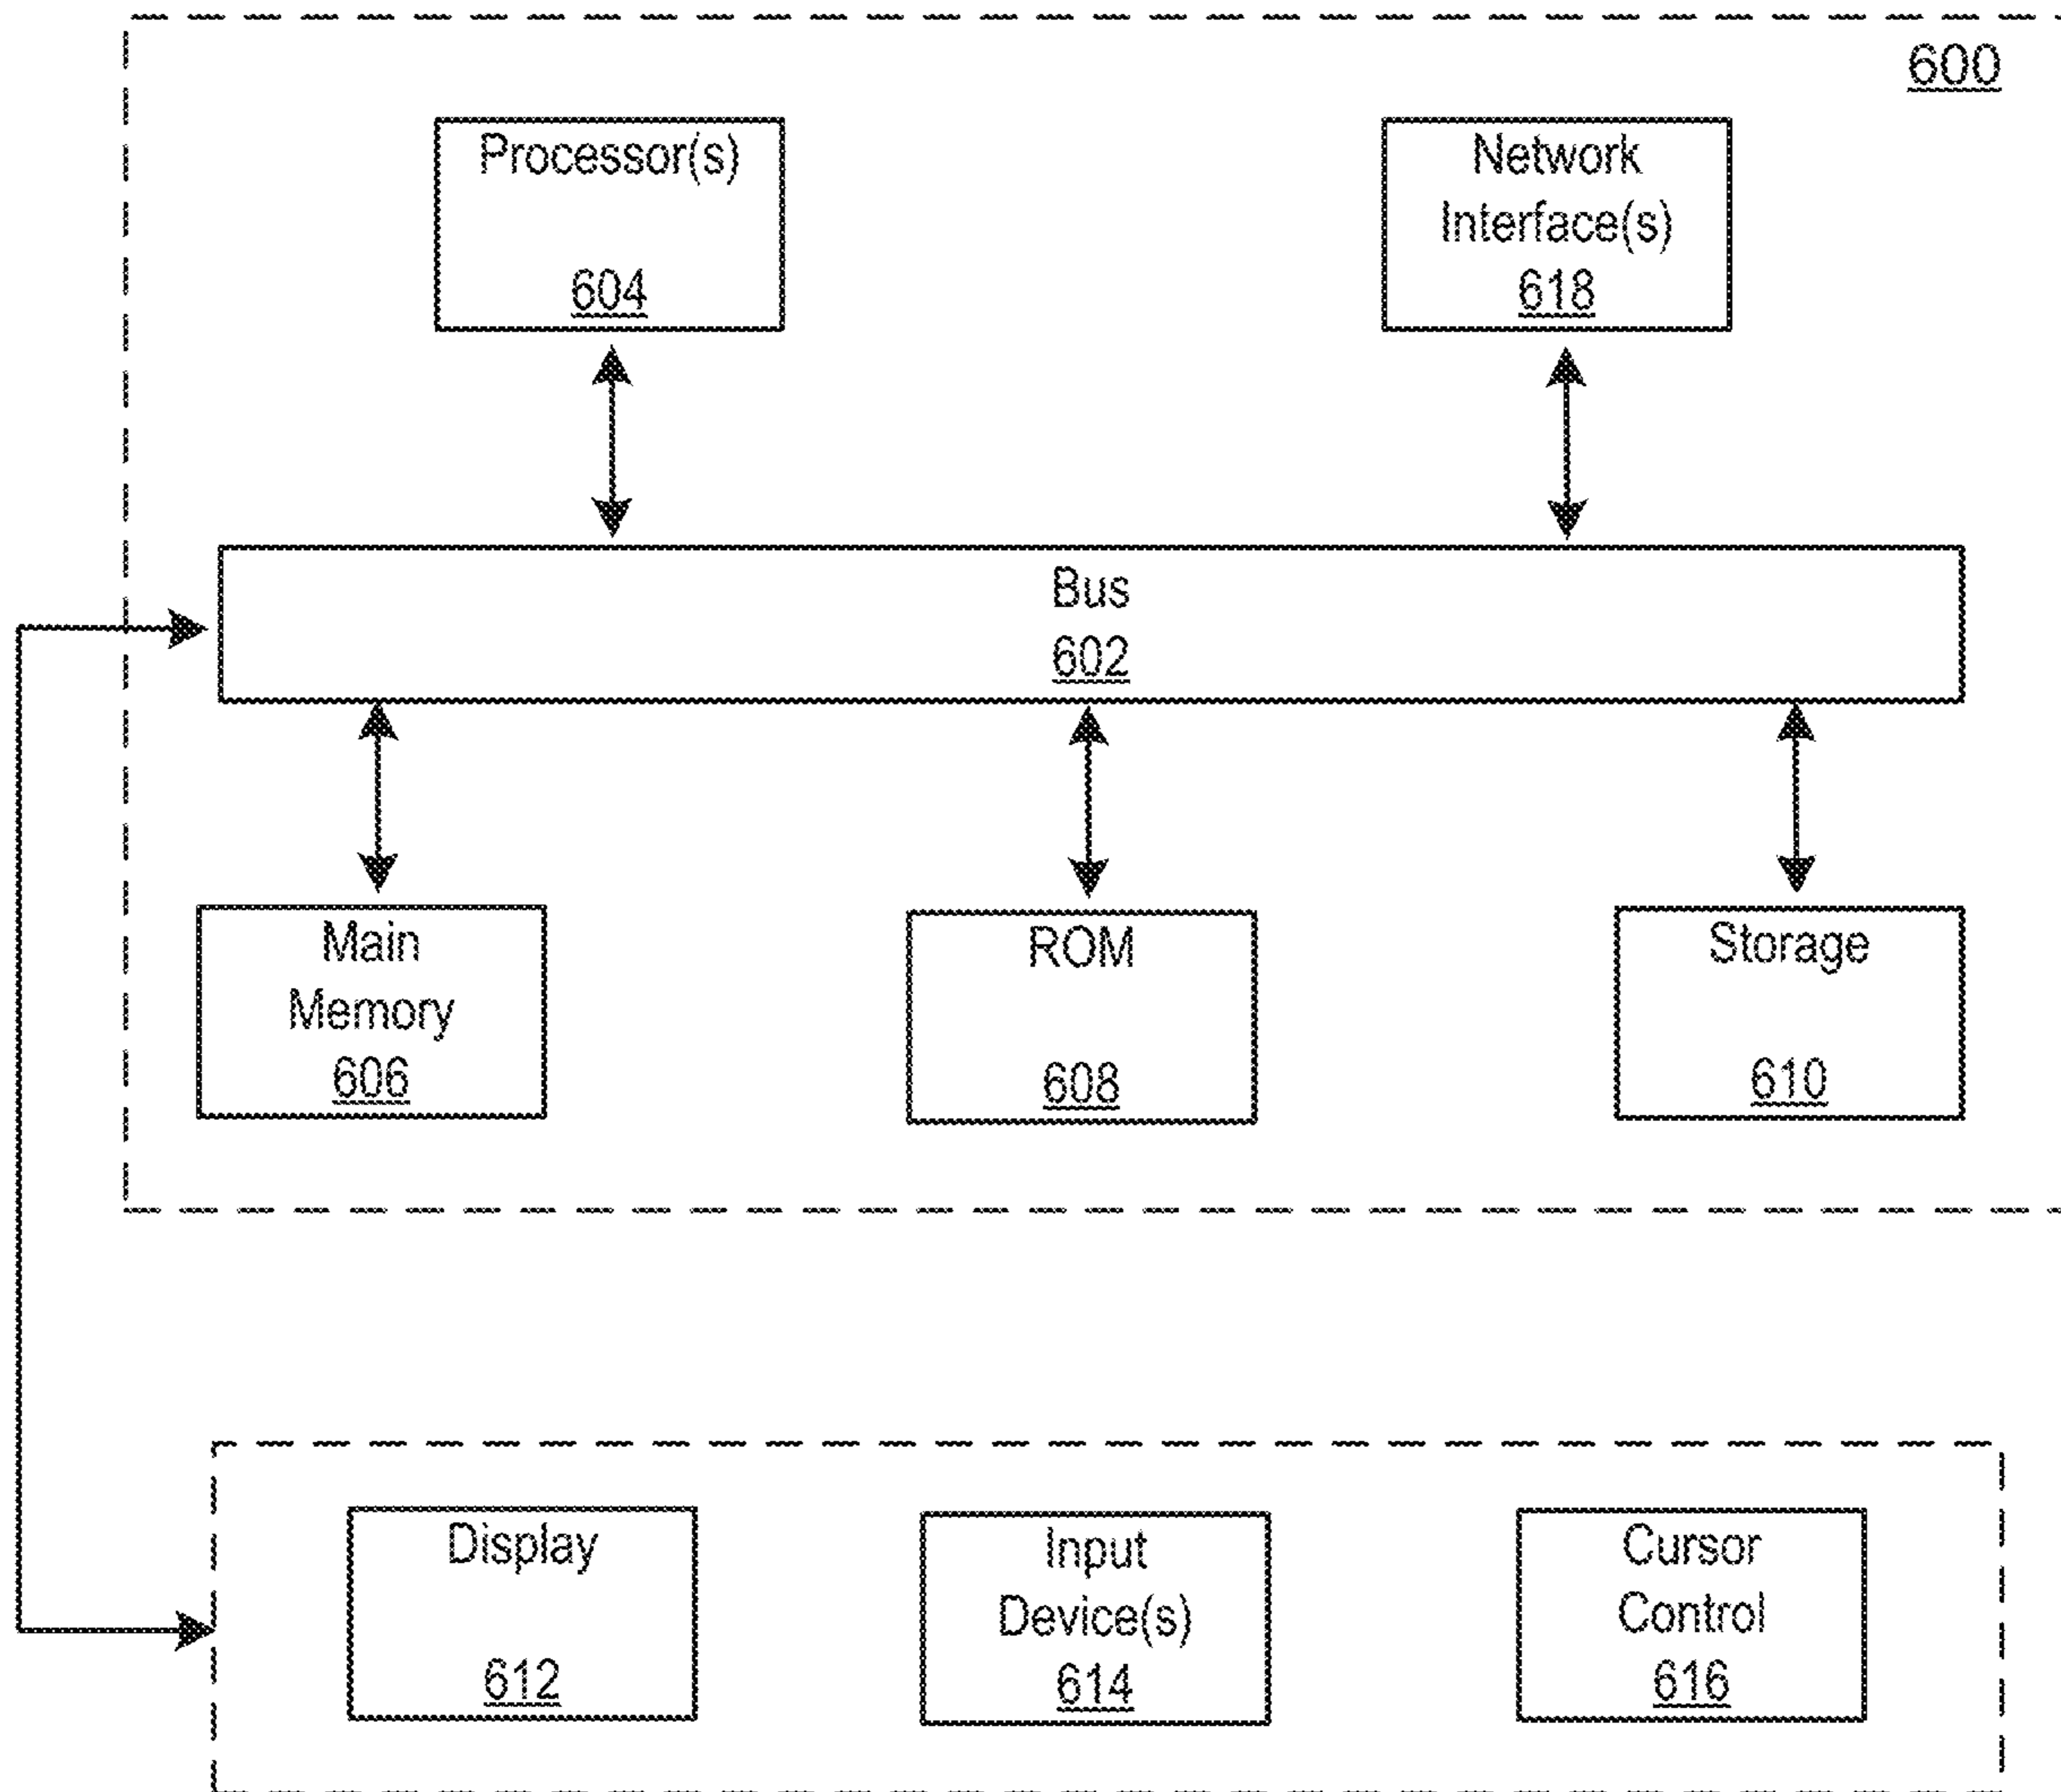 600
Processor(s)
604
Network
Interface(s)
618
Bus
602
Main
Memory
606
ROM
608
Storage
610
Display
612
Input
Device(s)
614
Cursor
Control
616